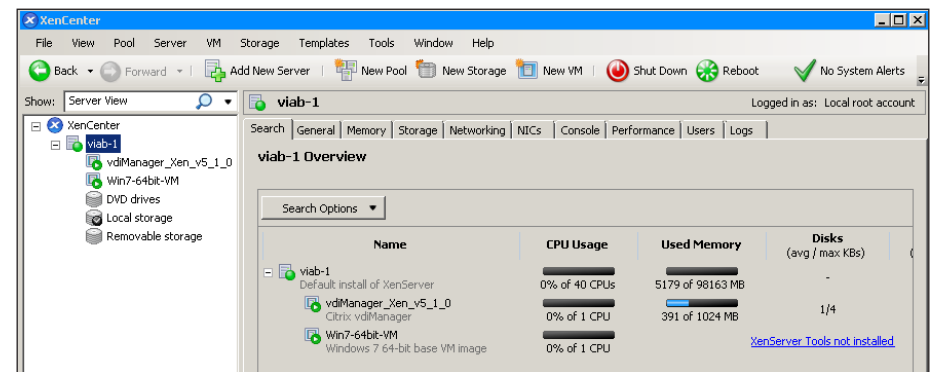 XenCenter
File View Pool Server VM Storage Templates Tools Window Help
Back Forward Add New Server New Pool New Storage New VM Shut Down Reboot No System Alerts
Show: Server View viab-1 Logged in as: Local root account
XenCenter
viab-1
vdiManager_Xen_v5_1_0
Win7-64bit-VM
DVD drives
Local storage
Removable storage
Search General Memory Storage Networking NICs Console Performance Users Logs
viab-1 Overview
Search Options
Name CPU Usage Used Memory Disks
(avg / max KBs) (
viab-1
Default install of XenServer 0% of 40 CPUs 5179 of 98163 MB -
vdiManager_Xen_v5_1_0
Citrix vdiManager 0% of 1 CPU 391 of 1024 MB 1/4
Win7-64bit-VM
Windows 7 64-bit base VM image 0% of 1 CPU XenServer Tools not installed